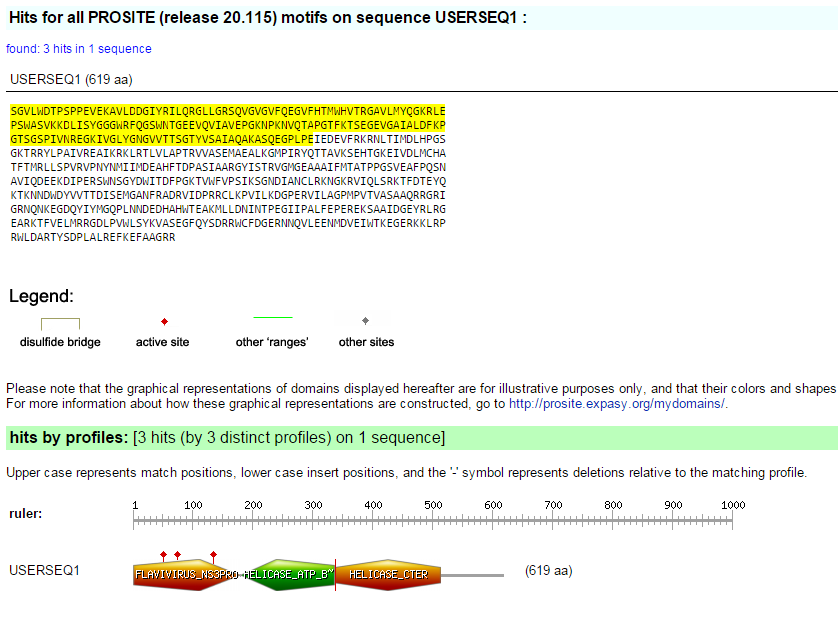 Hits for all PROSITE (release 20.115) motifs on sequence USERSEQ1 :
found: 3 hits in 1 sequence
USERSEQ1 (619 aa)
SGVLWDTPSPPEVEKAVLDDGIYRILQRGLLGRSQVGVGVFQEGVFHTMWHVTRGAVLMYQGKRLE
PSWASVKKDLISYGGGWRFQGSWNTGEEVQVIAVEPGKNPKNVQTAPGTFKTSEGEVGAIALDFKP
GTSGSPIVNREGKIVGLYGNGVVTTSGTYVSAIAQAKASQEGPLPEIEDEVFRKRNLTIMDLHPGS
GKTRRYLPAIVREAIKRKLRTLVLAPTRVVASEMAEALKGMPIRYQTTAVKSEHTGKEIVDLMCHA
TFTMRLLSPVRVPNYNMIIMDEAHFTDPASIAARGYISTRVGMGEAAAIFMTATPPGSVEAFPQSN
AVIQDEEKDIPERSWNSGYDWITDFPGKTVWFVPSIKSGNDIANCLRKNGKRVIQLSRKTFDTEYQ
KTKNNDWDYVVTTDISEMGANFRADRVIDPRRCLKPVILKDGPERVILAGPMPVTVASAAQRRGRI
GRNQNKEGDQYIYMGQPLNNDEDHAHWTEAKMLLDNINTPEGIIPALFEPEREKSAAIDGEYRLRG
EARKTFVELMRRGDLPVWLSYKVASEGFQYSDRRWCFDGERNNQVLEENMDVEIWTKEGERKKLRP
RWLDARTYSDPLALREFKEFAAGRR
Legend:
disulfide bridge active site other ‘ranges’ other sites
Please note that the graphical representations of domains displayed hereafter are for illustrative purposes only, and that their colors and shapes
For more information about how these graphical representations are constructed, go to http://prosite.expasy.org/mydomains/.
hits by profiles: [3 hits (by 3 distinct profiles) on 1 sequence]
Upper case represents match positions, lower case insert positions, and the '-' symbol represents deletions relative to the matching profile.
ruler: 1 100 200 300 400 500 600 700 800 900 1000
USERSEQ1 FLAVIVIRUS_NS3PRO HELICASE_ATP_B~ HELICASE_CTER (619 aa)